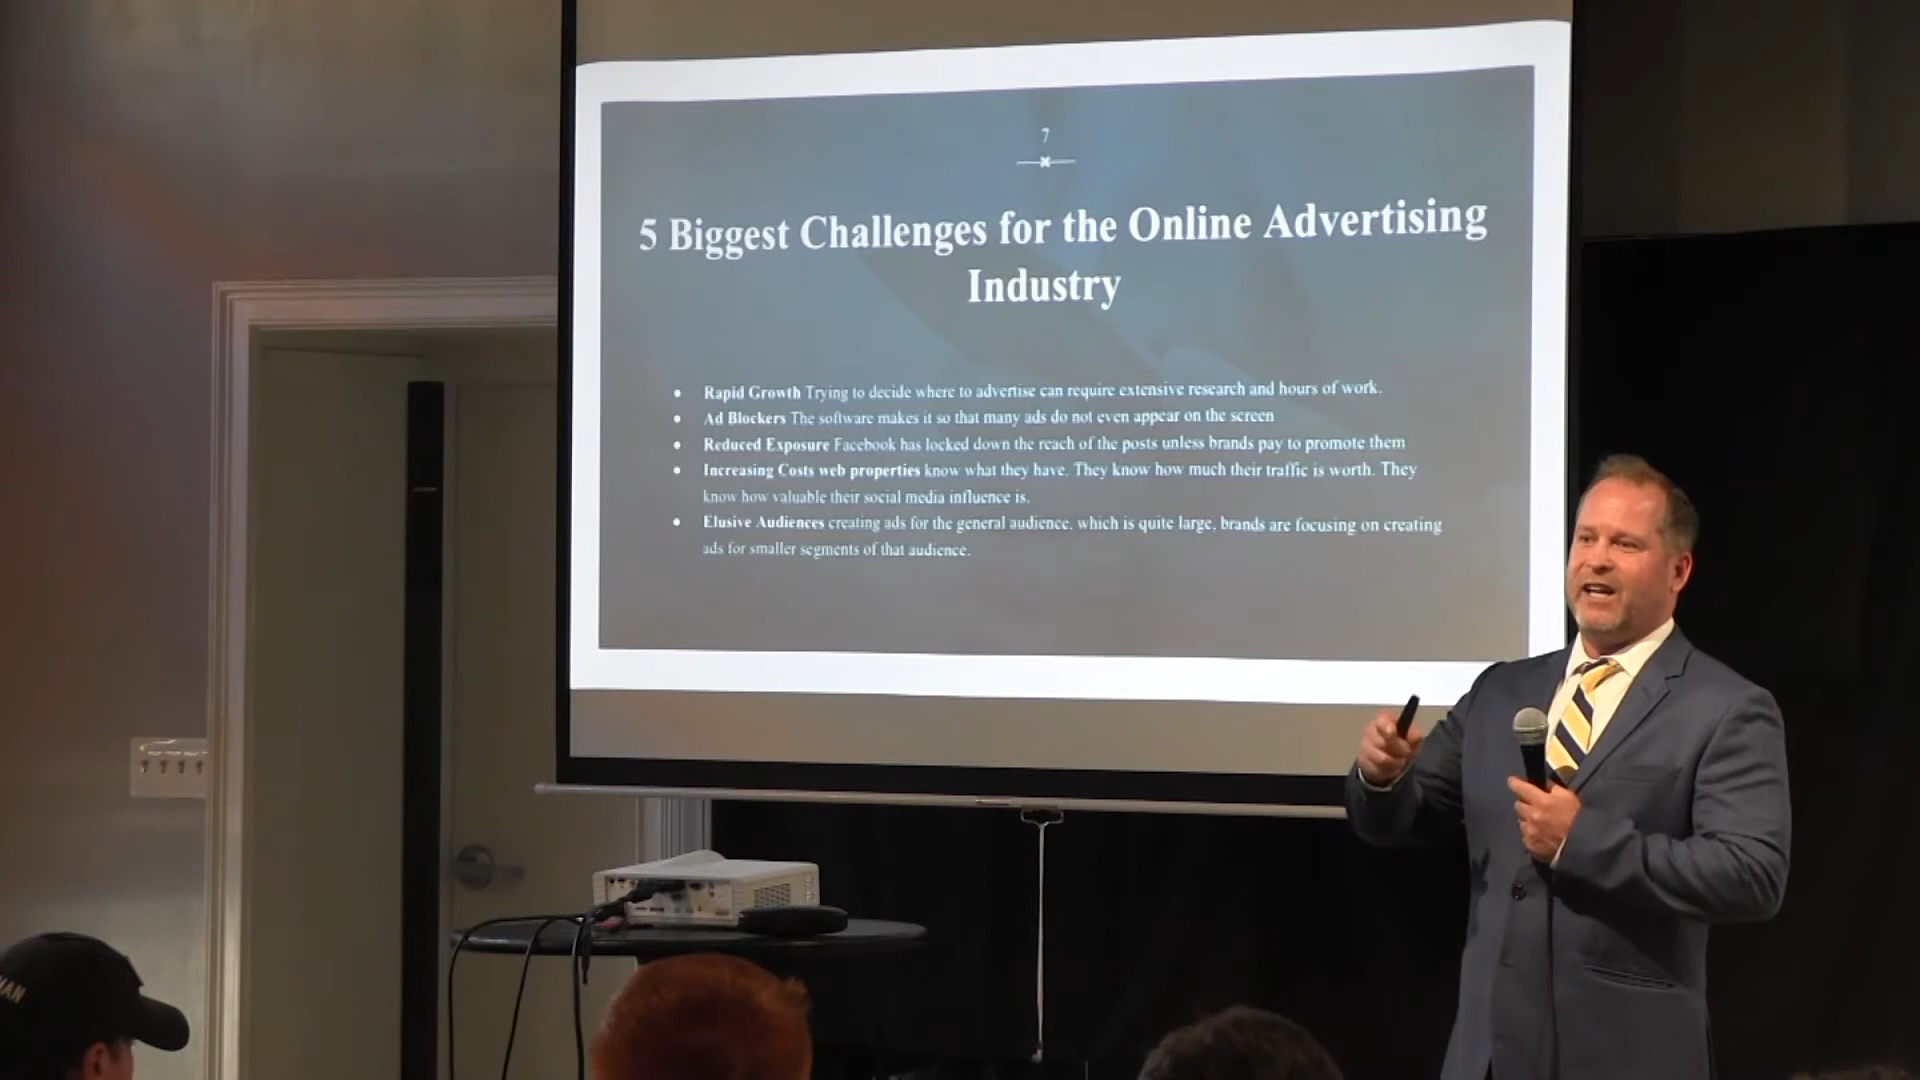 7
5 Biggest Challenges for the Online Advertising
Industry
• Rapid Growth Trying to decide where to advertise can require extensive research and hours of work.
• Ad Blockers The software makes it so that many ads do not even appear on the screen
• Reduced Exposure Facebook has locked down the reach of the posts unless brands pay to promote them
• Increasing Costs web properties know what they have. They know how much their traffic is worth. They
know how valuable their social media influence is.
• Elusive Audiences creating ads for the general audience, which is quite large, brands are focusing on creating
ads for smaller segments of that audience.